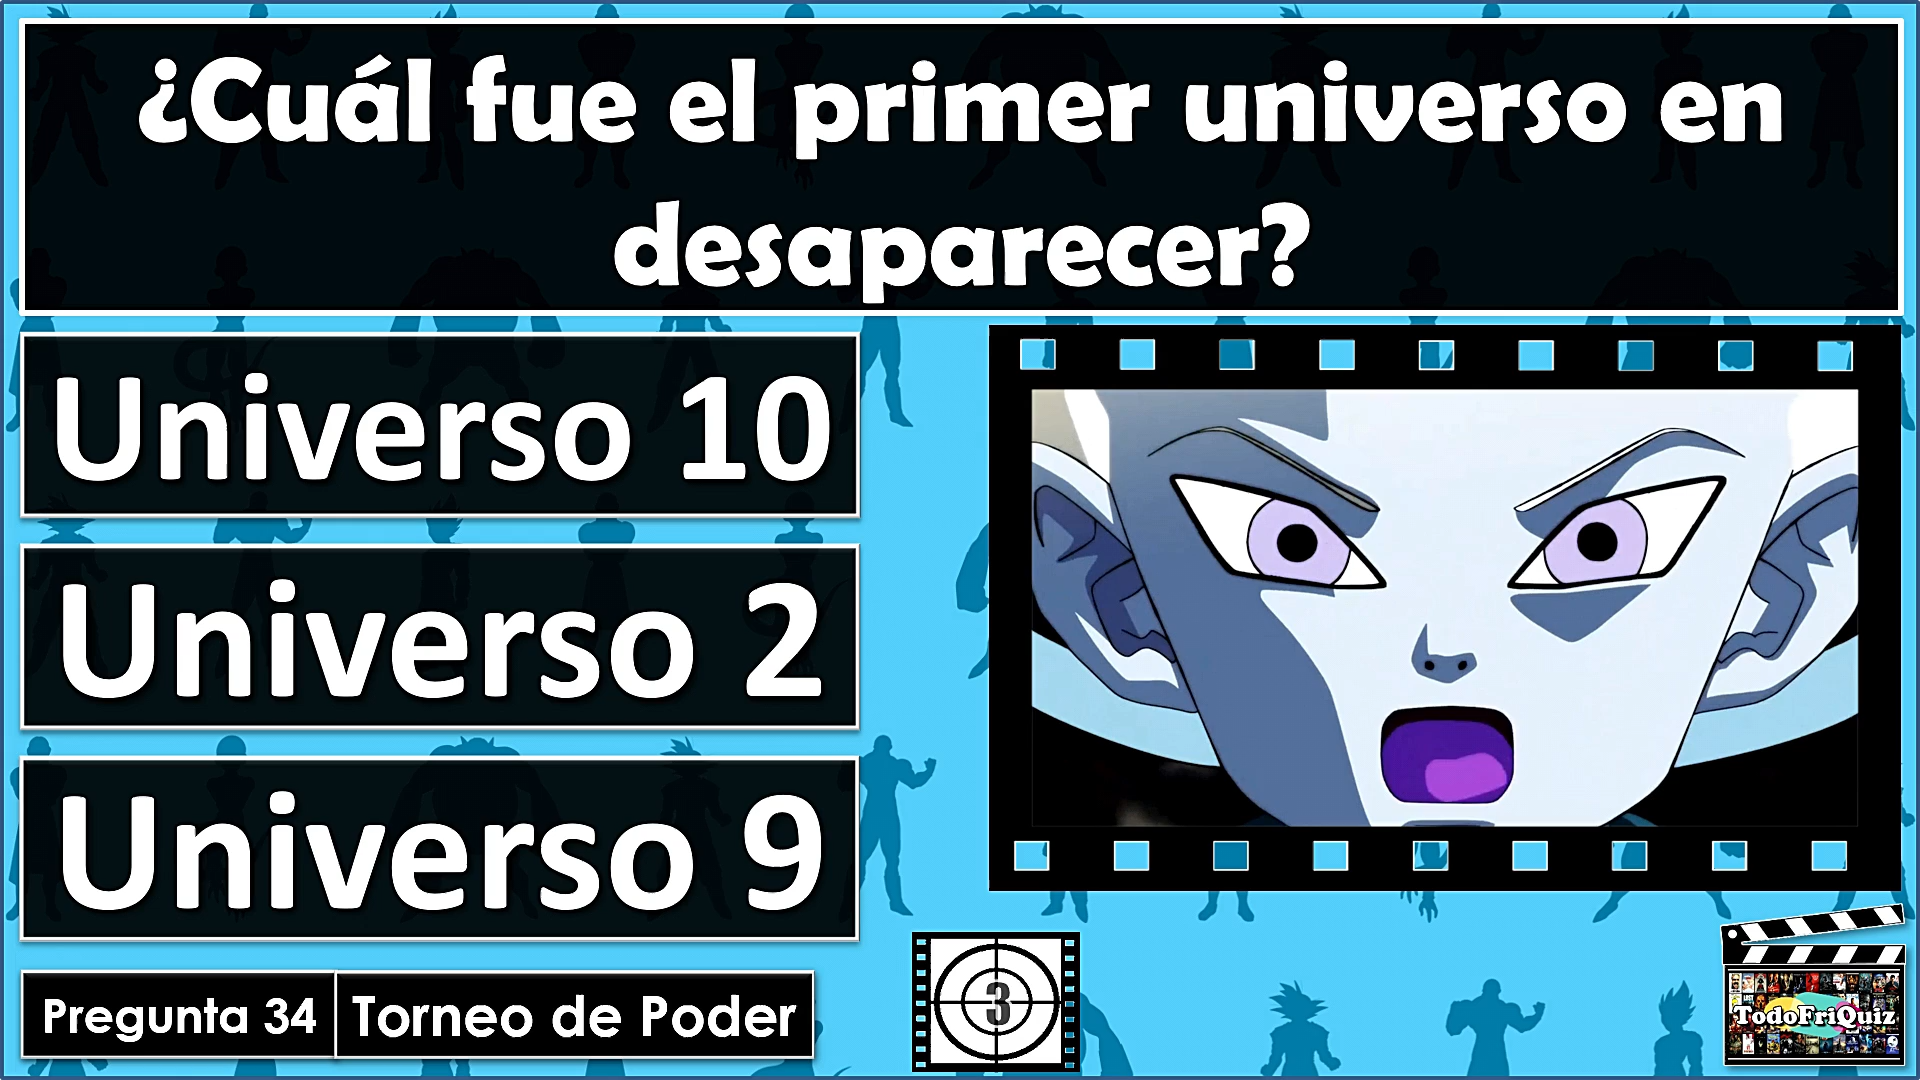 ¿Cuál fue el primer universo en
desaparecer?
Universo 10
Universo 2
Universo 9
Pregunta 34
Torneo de Poder
3
TodoFriQuiz